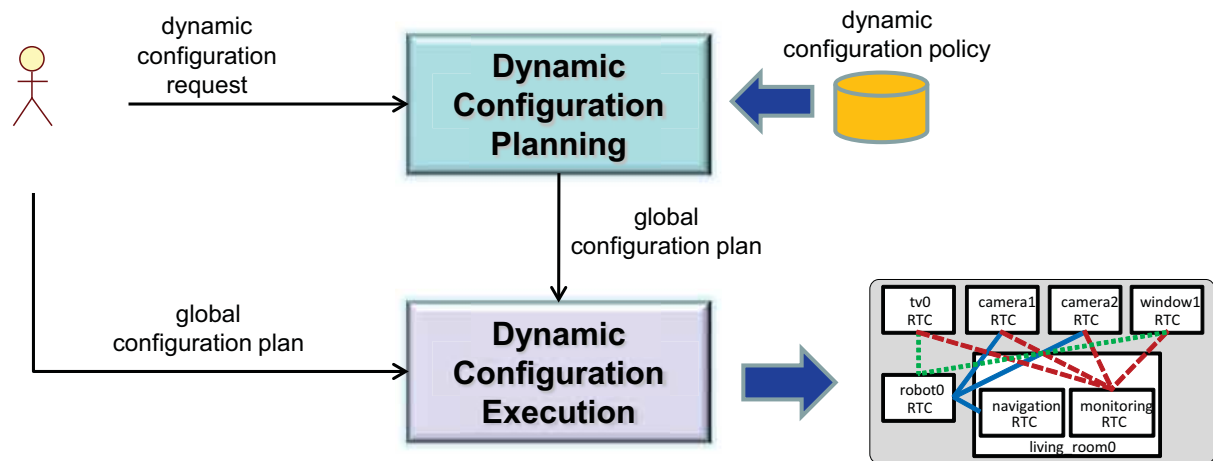 dynamic
configuration
request
Dynamic
Configuration
Planning
dynamic
configuration policy
global
configuration plan
global
configuration plan
Dynamic
Configuration
Execution
tv0
RTC
camera1
RTC
camera2
RTC
window1
RTC
robot0
RTC
navigation
RTC
monitoring
RTC
living_room0